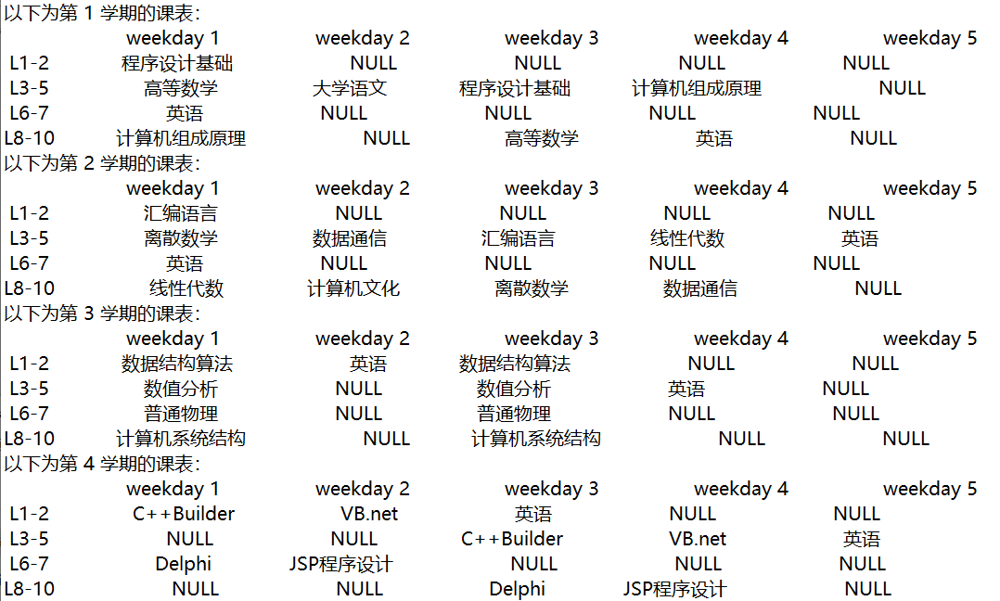 以下为第 1 学期的课表：
weekday 1 weekday 2 weekday 3 weekday 4 weekday 5
L1-2 程序设计基础 NULL NULL NULL NULL
L3-5 高等数学 大学语文 程序设计基础 计算机组成原理 NULL
L6-7 英语 NULL NULL NULL NULL
L8-10 计算机组成原理 NULL 高等数学 英语 NULL
以下为第 2 学期的课表：
weekday 1 weekday 2 weekday 3 weekday 4 weekday 5
L1-2 汇编语言 NULL NULL NULL NULL
L3-5 离散数学 数据通信 汇编语言 线性代数 英语
L6-7 英语 NULL NULL NULL NULL
L8-10 线性代数 计算机文化 离散数学 数据通信 NULL
以下为第 3 学期的课表：
weekday 1 weekday 2 weekday 3 weekday 4 weekday 5
L1-2 数据结构算法 英语 数据结构算法 NULL NULL
L3-5 数值分析 NULL 数值分析 英语 NULL
L6-7 普通物理 NULL 普通物理 NULL NULL
L8-10 计算机系统结构 NULL 计算机系统结构 NULL NULL
以下为第 4 学期的课表：
weekday 1 weekday 2 weekday 3 weekday 4 weekday 5
L1-2 C++Builder VB.net 英语 NULL NULL
L3-5 NULL NULL C++Builder VB.net 英语
L6-7 Delphi JSP程序设计 NULL NULL NULL
L8-10 NULL NULL Delphi JSP程序设计 NULL